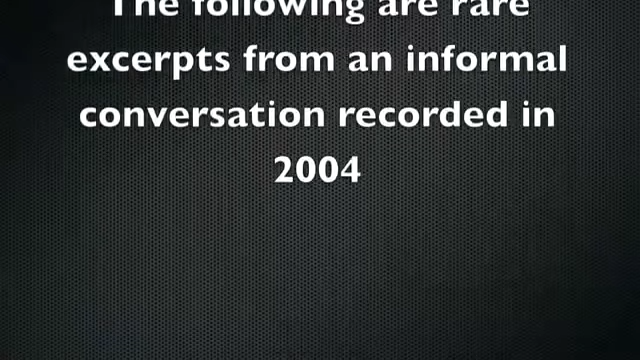 The following are rare
excerpts from an informal
conversation recorded in
2004